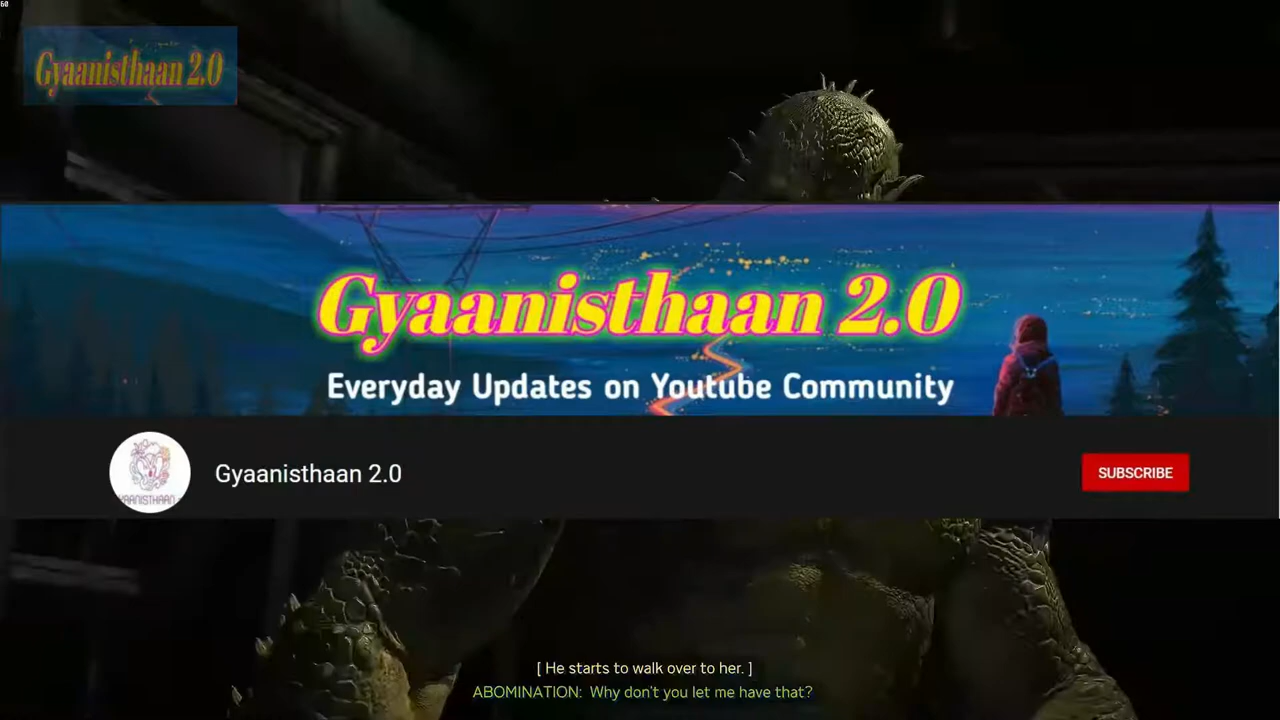 60
Gyaanisthaan 2.0
Gyaanisthaan 2.0
Everyday Updates on Youtube Community
Gyaanisthaan 2.0
SUBSCRIBE
[ He starts to walk over to her. ]
ABOMINATION: Why don't you let me have that?